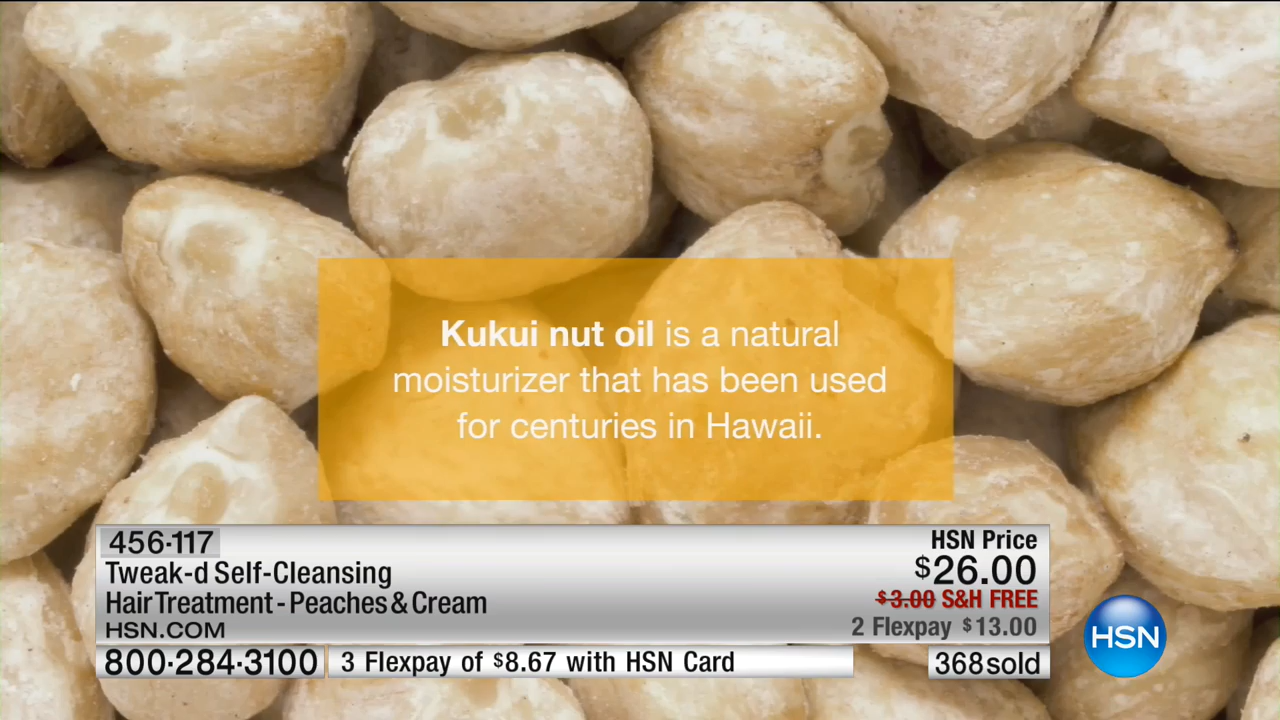 Kukui nut oil is a natural
moisturizer that has been used
for centuries in Hawaii.
456-117
HSN Price
Tweak-d Self-Cleansing
$26.00
Hair Treatment - Peaches & Cream
$3.00 S&H FREE
HSN.COM
2 Flexpay $13.00
HSN
800-284-3100
3 Flexpay of $8.67 with HSN Card
368 sold